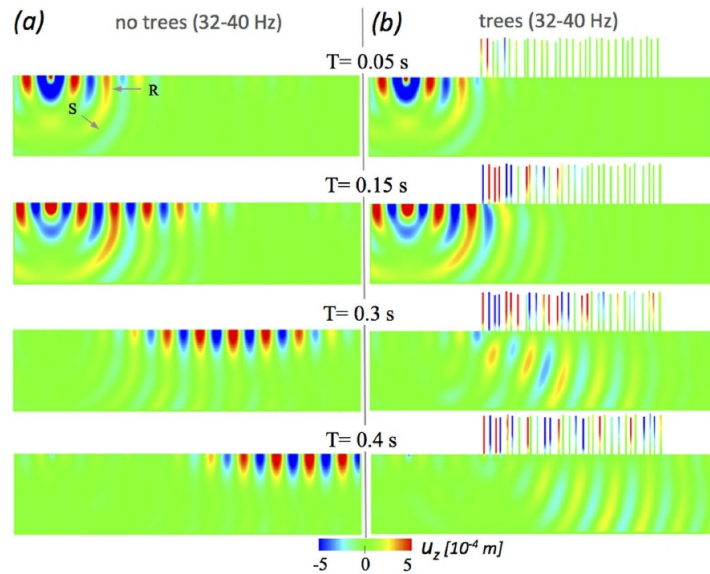 (a) no trees (32-40 Hz)
(b) trees (32-40 Hz)
T= 0.05 s
R
S
T= 0.15 s
T= 0.3 s
T= 0.4 s
-5 0 5
u_z [10⁻⁴ m]